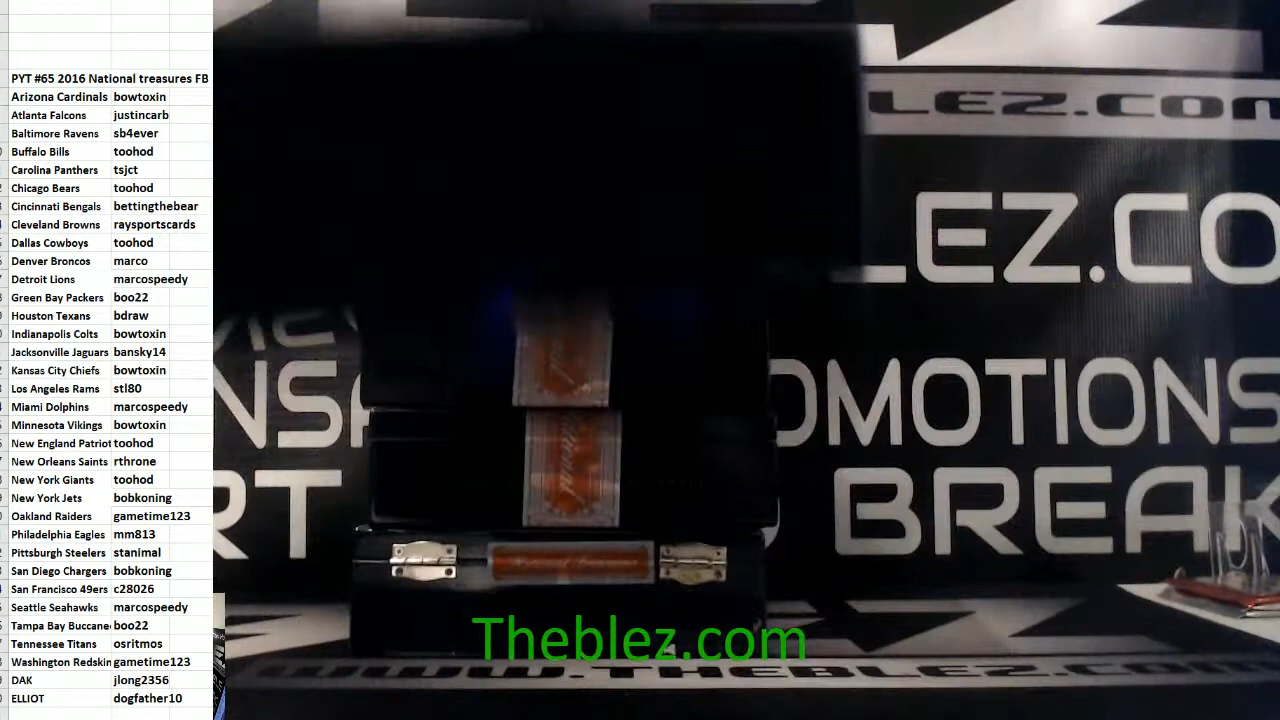 PYT #65 2016 National treasures FB
Arizona Cardinals bowtoxin
Atlanta Falcons justincarb
Baltimore Ravens sb4ever
Buffalo Bills toohod
Carolina Panthers tsjct
Chicago Bears toohod
Cincinnati Bengals bettingthebear
Cleveland Browns raysportscards
Dallas Cowboys toohod
Denver Broncos marco
Detroit Lions marcospeedy
Green Bay Packers boo22
Houston Texans bdraw
Indianapolis Colts bowtoxin
Jacksonville Jaguars bansky14
Kansas City Chiefs bowtoxin
Los Angeles Rams stl80
Miami Dolphins marcospeedy
Minnesota Vikings bowtoxin
New England Patriot toohod
New Orleans Saints rthrone
New York Giants toohod
New York Jets bobkoning
Oakland Raiders gametime123
Philadelphia Eagles mm813
Pittsburgh Steelers stanimal
San Diego Chargers bobkoning
San Francisco 49ers c28026
Seattle Seahawks marcospeedy
Tampa Bay Buccane boo22
Tennessee Titans osritmos
Washington Redskin gametime123
DAK jlong2356
ELLIOT dogfather10
LEZ.com
LEZ.CO
NSA
OMOTIONS
RT
BREAK
Theblez.com
WWW.THEBLEZ.COM